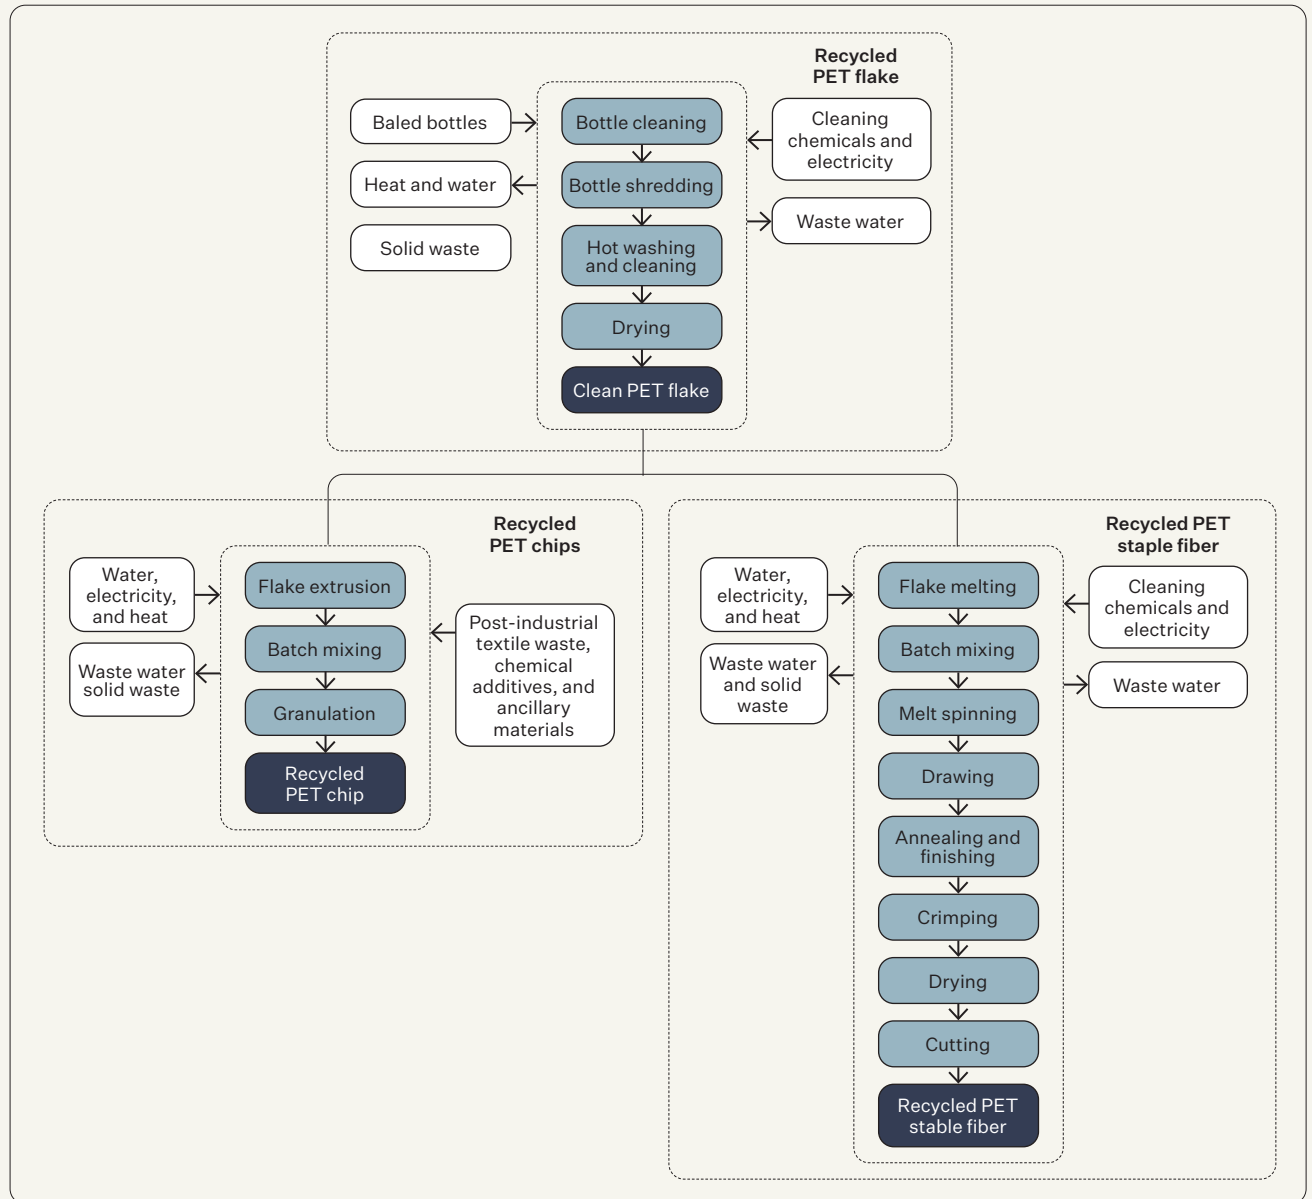 Recycled
PET flake
Baled bottles
Heat and water
Solid waste
Bottle cleaning
Bottle shredding
Hot washing
and cleaning
Drying
Clean PET flake
Cleaning
chemicals and
electricity
Waste water
Recycled
PET chips
Water,
electricity,
and heat
Waste water
solid waste
Flake extrusion
Batch mixing
Granulation
Recycled
PET chip
Post-industrial
textile waste,
chemical
additives, and
ancillary
materials
Recycled PET
staple fiber
Water,
electricity,
and heat
Waste water
and solid
waste
Flake melting
Batch mixing
Melt spinning
Drawing
Annealing and
finishing
Crimping
Drying
Cutting
Recycled PET
stable fiber
Cleaning
chemicals and
electricity
Waste water